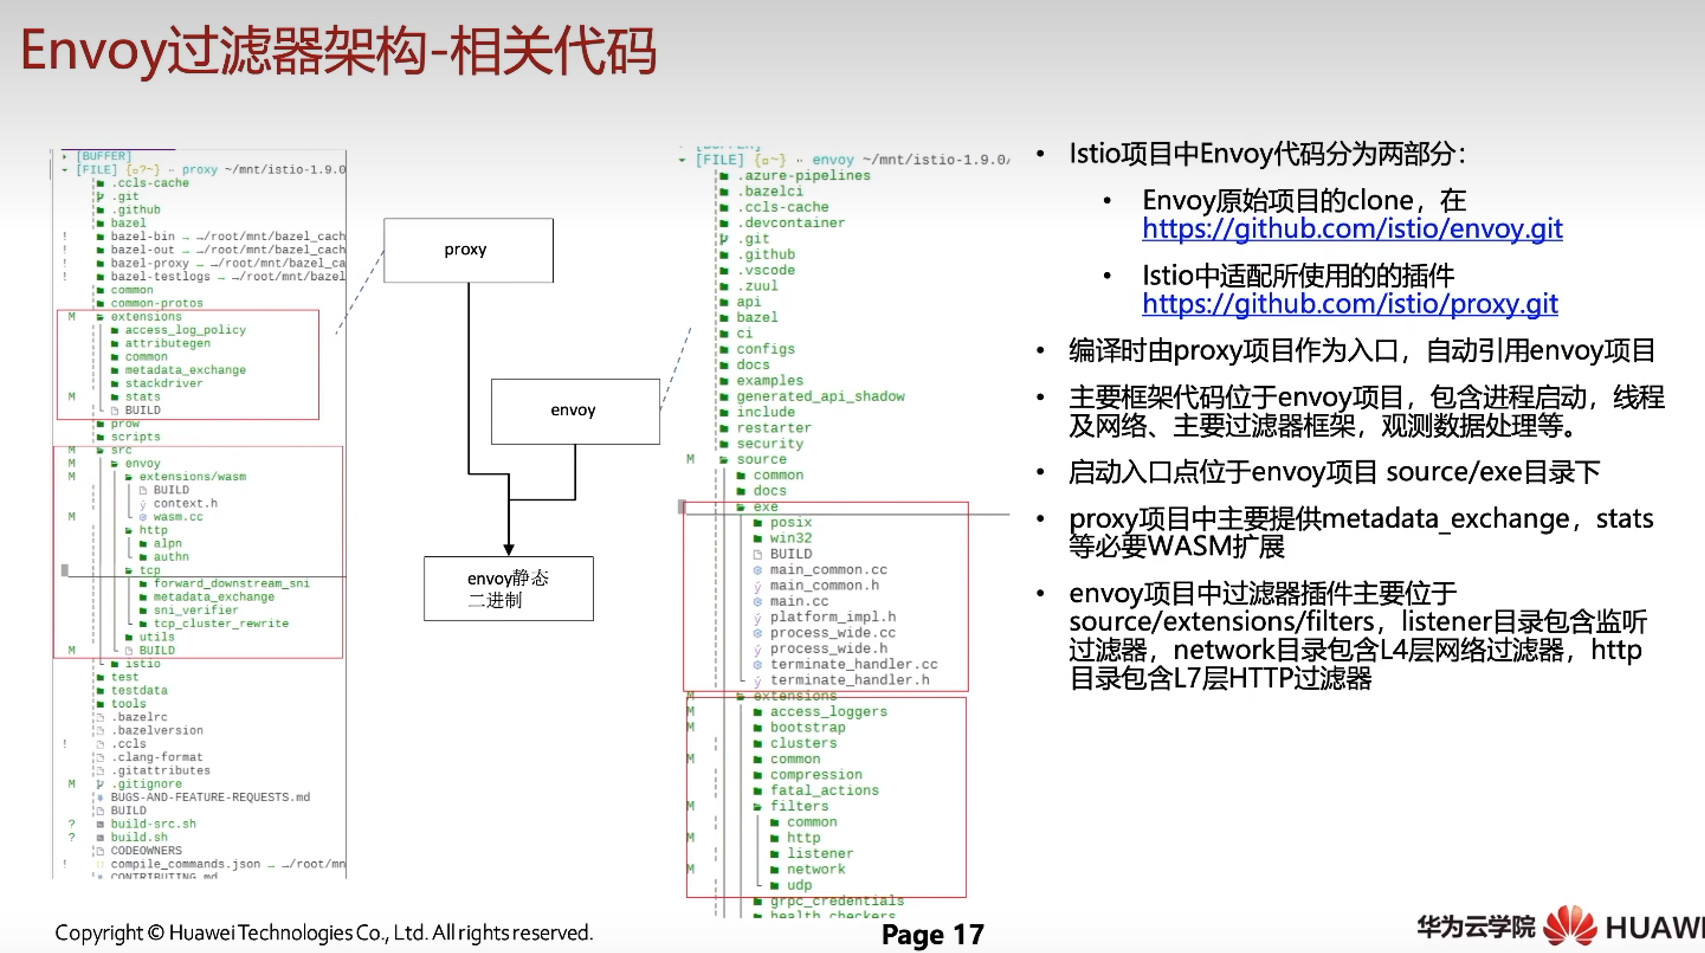 Envoy过滤器架构-相关代码
[BUFFER]
[FILE] {□?~} ·· proxy ~/mnt/istio-1.9.0
.ccls-cache
.git
.github
bazel
! bazel-bin → …/root/mnt/bazel_cach
! bazel-out → …/root/mnt/bazel_cach
! bazel-proxy → …/root/mnt/bazel_ca
! bazel-testlogs → …/root/mnt/bazel
common
common-protos
M extensions
access_log_policy
attributegen
common
metadata_exchange
stackdriver
M stats
BUILD
prow
scripts
M src
M envoy
M extensions/wasm
BUILD
context.h
M wasm.cc
http
alpn
authn
tcp
forward_downstream_sni
metadata_exchange
sni_verifier
tcp_cluster_rewrite
utils
M BUILD
istio
test
testdata
tools
.bazelrc
.bazelversion
! .ccls
.clang-format
.gitattributes
M .gitignore
BUGS-AND-FEATURE-REQUESTS.md
BUILD
? build-src.sh
? build.sh
CODEOWNERS
! compile_commands.json → …/root/mn
CONTRIBUTING.md
proxy
envoy
envoy静态
二进制
[BUFFER]
[FILE] {□~} ·· envoy ~/mnt/istio-1.9.0/
.azure-pipelines
.bazelci
.ccls-cache
.devcontainer
.git
.github
.vscode
.zuul
api
bazel
ci
configs
docs
examples
generated_api_shadow
include
restarter
security
M source
common
docs
exe
posix
win32
BUILD
main_common.cc
main_common.h
main.cc
platform_impl.h
process_wide.cc
process_wide.h
terminate_handler.cc
terminate_handler.h
M extensions
M access_loggers
M bootstrap
clusters
M common
compression
fatal_actions
M filters
common
M http
listener
M network
udp
grpc_credentials
health_checkers
• Istio项目中Envoy代码分为两部分：
• Envoy原始项目的clone，在
https://github.com/istio/envoy.git
• Istio中适配所使用的的插件
https://github.com/istio/proxy.git
• 编译时由proxy项目作为入口，自动引用envoy项目
• 主要框架代码位于envoy项目，包含进程启动，线程
及网络、主要过滤器框架，观测数据处理等。
• 启动入口点位于envoy项目 source/exe目录下
• proxy项目中主要提供metadata_exchange，stats
等必要WASM扩展
• envoy项目中过滤器插件主要位于
source/extensions/filters，listener目录包含监听
过滤器，network目录包含L4层网络过滤器，http
目录包含L7层HTTP过滤器
Copyright © Huawei Technologies Co., Ltd. All rights reserved.
Page 17
华为云学院
HUAWEI